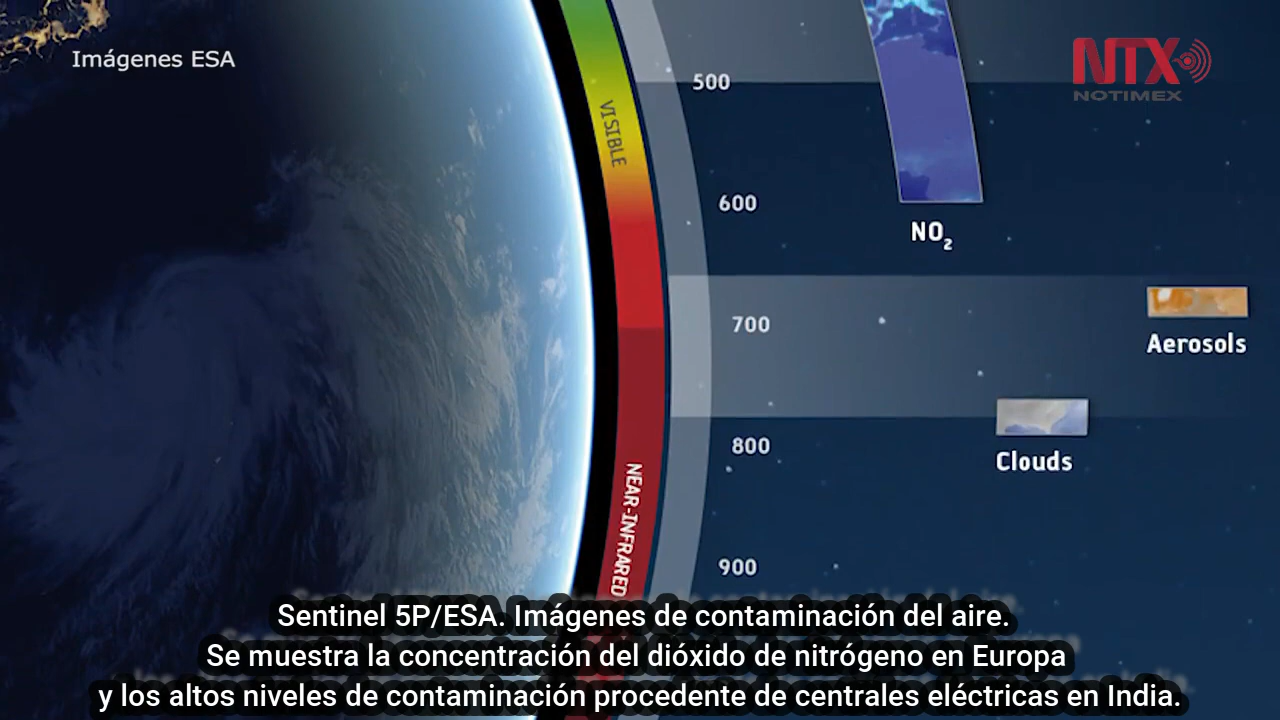 Imágenes ESA
NTX
NOTIMEX
500
VISIBLE
600
NO₂
700
Aerosols
800
Clouds
NEAR-INFRARED
900
Sentinel 5P/ESA. Imágenes de contaminación del aire.
Se muestra la concentración del dióxido de nitrógeno en Europa
y los altos niveles de contaminación procedente de centrales eléctricas en India.